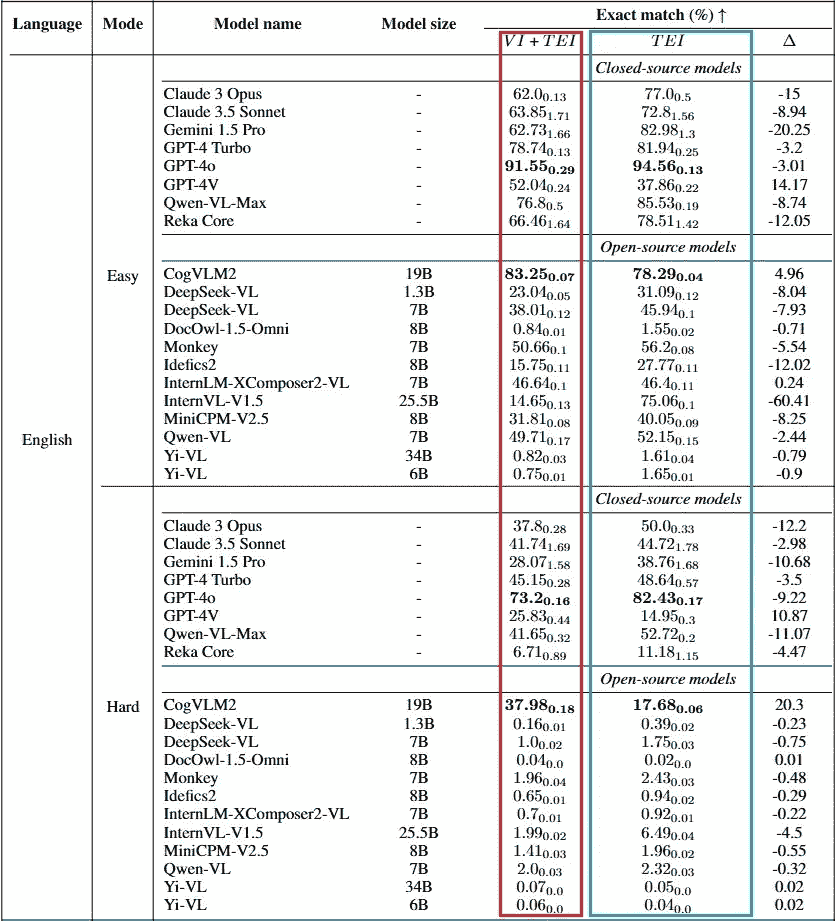 Language Mode Model name Model size Exact match (%) ↑
VI + TEI TEI Δ
Closed-source models
Claude 3 Opus - 62.0 0.13 77.0 0.5 -15
Claude 3.5 Sonnet - 63.85 1.71 72.8 1.56 -8.94
Gemini 1.5 Pro - 62.73 1.66 82.98 1.3 -20.25
GPT-4 Turbo - 78.74 0.13 81.94 0.25 -3.2
GPT-4o - 91.55 0.29 94.56 0.13 -3.01
GPT-4V - 52.04 0.24 37.86 0.22 14.17
Qwen-VL-Max - 76.8 0.5 85.53 0.19 -8.74
Reka Core - 66.46 1.64 78.51 1.42 -12.05
Open-source models
Easy CogVLM2 19B 83.25 0.07 78.29 0.04 4.96
DeepSeek-VL 1.3B 23.04 0.05 31.09 0.12 -8.04
DeepSeek-VL 7B 38.01 0.12 45.94 0.1 -7.93
DocOwl-1.5-Omni 8B 0.84 0.01 1.55 0.02 -0.71
Monkey 7B 50.66 0.1 56.2 0.08 -5.54
Idefics2 8B 15.75 0.11 27.77 0.11 -12.02
InternLM-XComposer2-VL 7B 46.64 0.1 46.4 0.11 0.24
InternVL-V1.5 25.5B 14.65 0.13 75.06 0.1 -60.41
MiniCPM-V2.5 8B 31.81 0.08 40.05 0.09 -8.25
English Qwen-VL 7B 49.71 0.17 52.15 0.15 -2.44
Yi-VL 34B 0.82 0.03 1.61 0.04 -0.79
Yi-VL 6B 0.75 0.01 1.65 0.01 -0.9
Closed-source models
Claude 3 Opus - 37.8 0.28 50.0 0.33 -12.2
Claude 3.5 Sonnet - 41.74 1.69 44.72 1.78 -2.98
Gemini 1.5 Pro - 28.07 1.58 38.76 1.68 -10.68
GPT-4 Turbo - 45.15 0.28 48.64 0.57 -3.5
GPT-4o - 73.2 0.16 82.43 0.17 -9.22
GPT-4V - 25.83 0.44 14.95 0.3 10.87
Qwen-VL-Max - 41.65 0.32 52.72 0.2 -11.07
Reka Core - 6.71 0.89 11.18 1.15 -4.47
Open-source models
Hard CogVLM2 19B 37.98 0.18 17.68 0.06 20.3
DeepSeek-VL 1.3B 0.16 0.01 0.39 0.02 -0.23
DeepSeek-VL 7B 1.0 0.02 1.75 0.03 -0.75
DocOwl-1.5-Omni 8B 0.04 0.0 0.02 0.0 0.01
Monkey 7B 1.96 0.04 2.43 0.03 -0.48
Idefics2 8B 0.65 0.01 0.94 0.02 -0.29
InternLM-XComposer2-VL 7B 0.7 0.01 0.92 0.01 -0.22
InternVL-V1.5 25.5B 1.99 0.02 6.49 0.04 -4.5
MiniCPM-V2.5 8B 1.41 0.03 1.96 0.02 -0.55
Qwen-VL 7B 2.0 0.03 2.32 0.03 -0.32
Yi-VL 34B 0.07 0.0 0.05 0.0 0.02
Yi-VL 6B 0.06 0.0 0.04 0.0 0.02